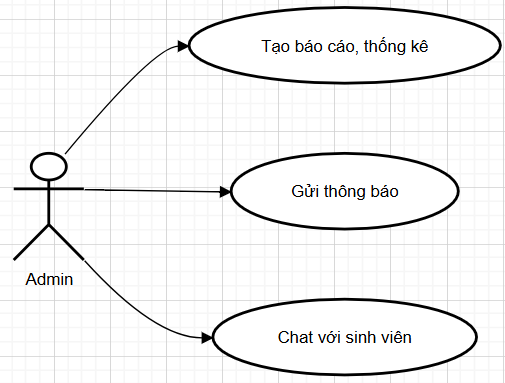 Tạo báo cáo, thống kê
Gửi thông báo
Admin
Chat với sinh viên